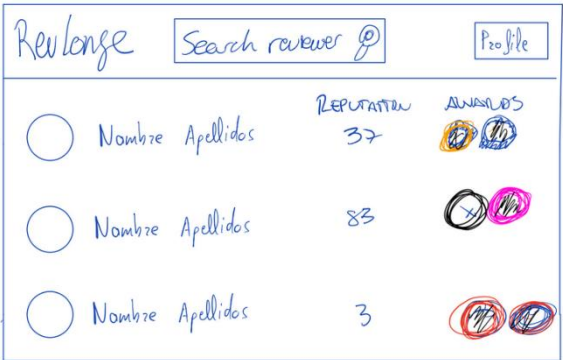 Revlonge Search reviewer Profile
REPUTATION AWARDS
Nombre Apellidos 37
Nombre Apellidos 83
Nombre Apellidos 3